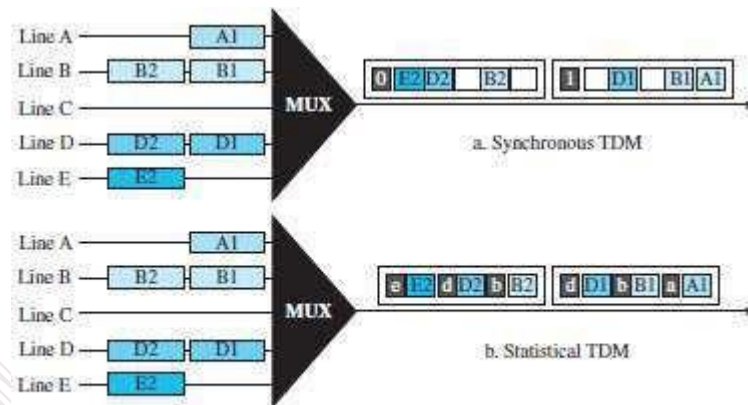 Line A A1
Line B B2 B1
Line C
Line D D2 D1
Line E E2
MUX
0 E2 D2 B2 1 D1 B1 A1
a. Synchronous TDM
Line A A1
Line B B2 B1
Line C
Line D D2 D1
Line E E2
MUX
e E2 d D2 b B2 d D1 b B1 a A1
b. Statistical TDM